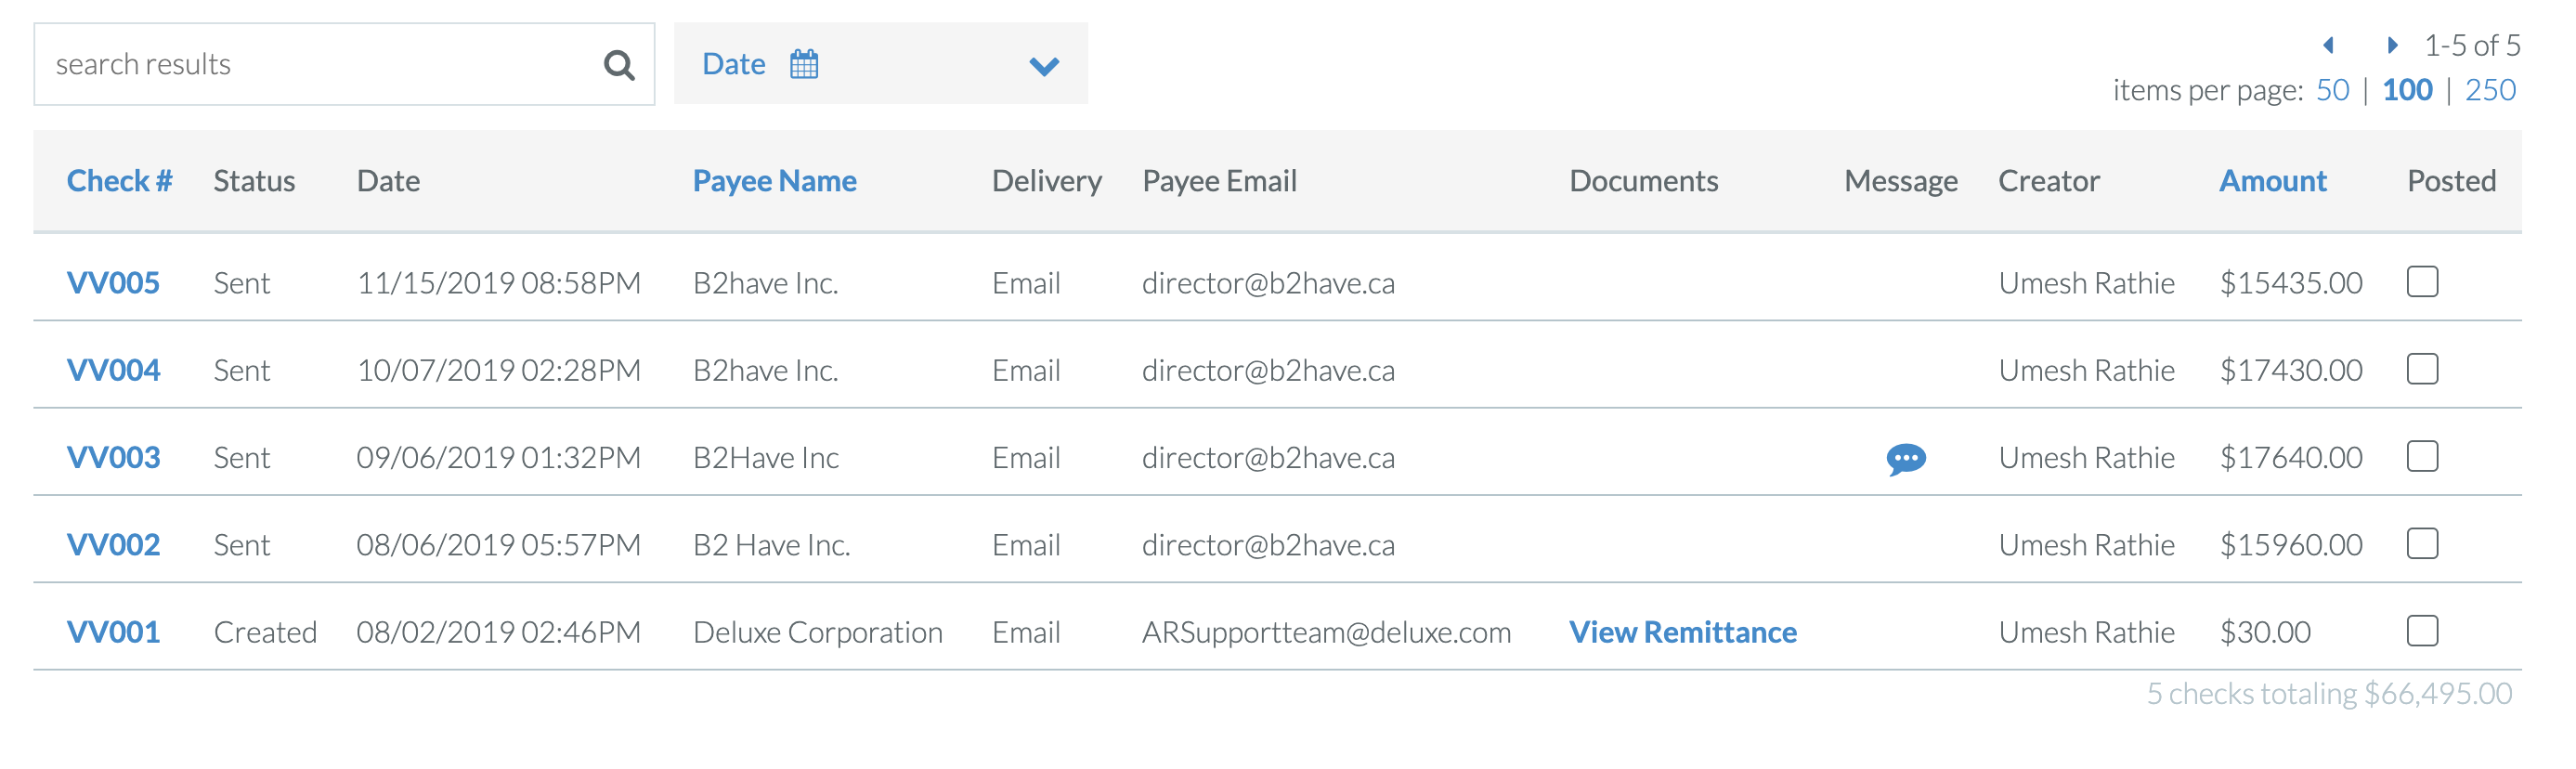 search results Date 1-5 of 5
items per page: 50 | 100 | 250
Check # Status Date Payee Name Delivery Payee Email Documents Message Creator Amount Posted
VV005 Sent 11/15/2019 08:58PM B2have Inc. Email director@b2have.ca Umesh Rathie $15435.00
VV004 Sent 10/07/2019 02:28PM B2have Inc. Email director@b2have.ca Umesh Rathie $17430.00
VV003 Sent 09/06/2019 01:32PM B2Have Inc Email director@b2have.ca Umesh Rathie $17640.00
VV002 Sent 08/06/2019 05:57PM B2 Have Inc. Email director@b2have.ca Umesh Rathie $15960.00
VV001 Created 08/02/2019 02:46PM Deluxe Corporation Email ARSupportteam@deluxe.com View Remittance Umesh Rathie $30.00
5 checks totaling $66,495.00